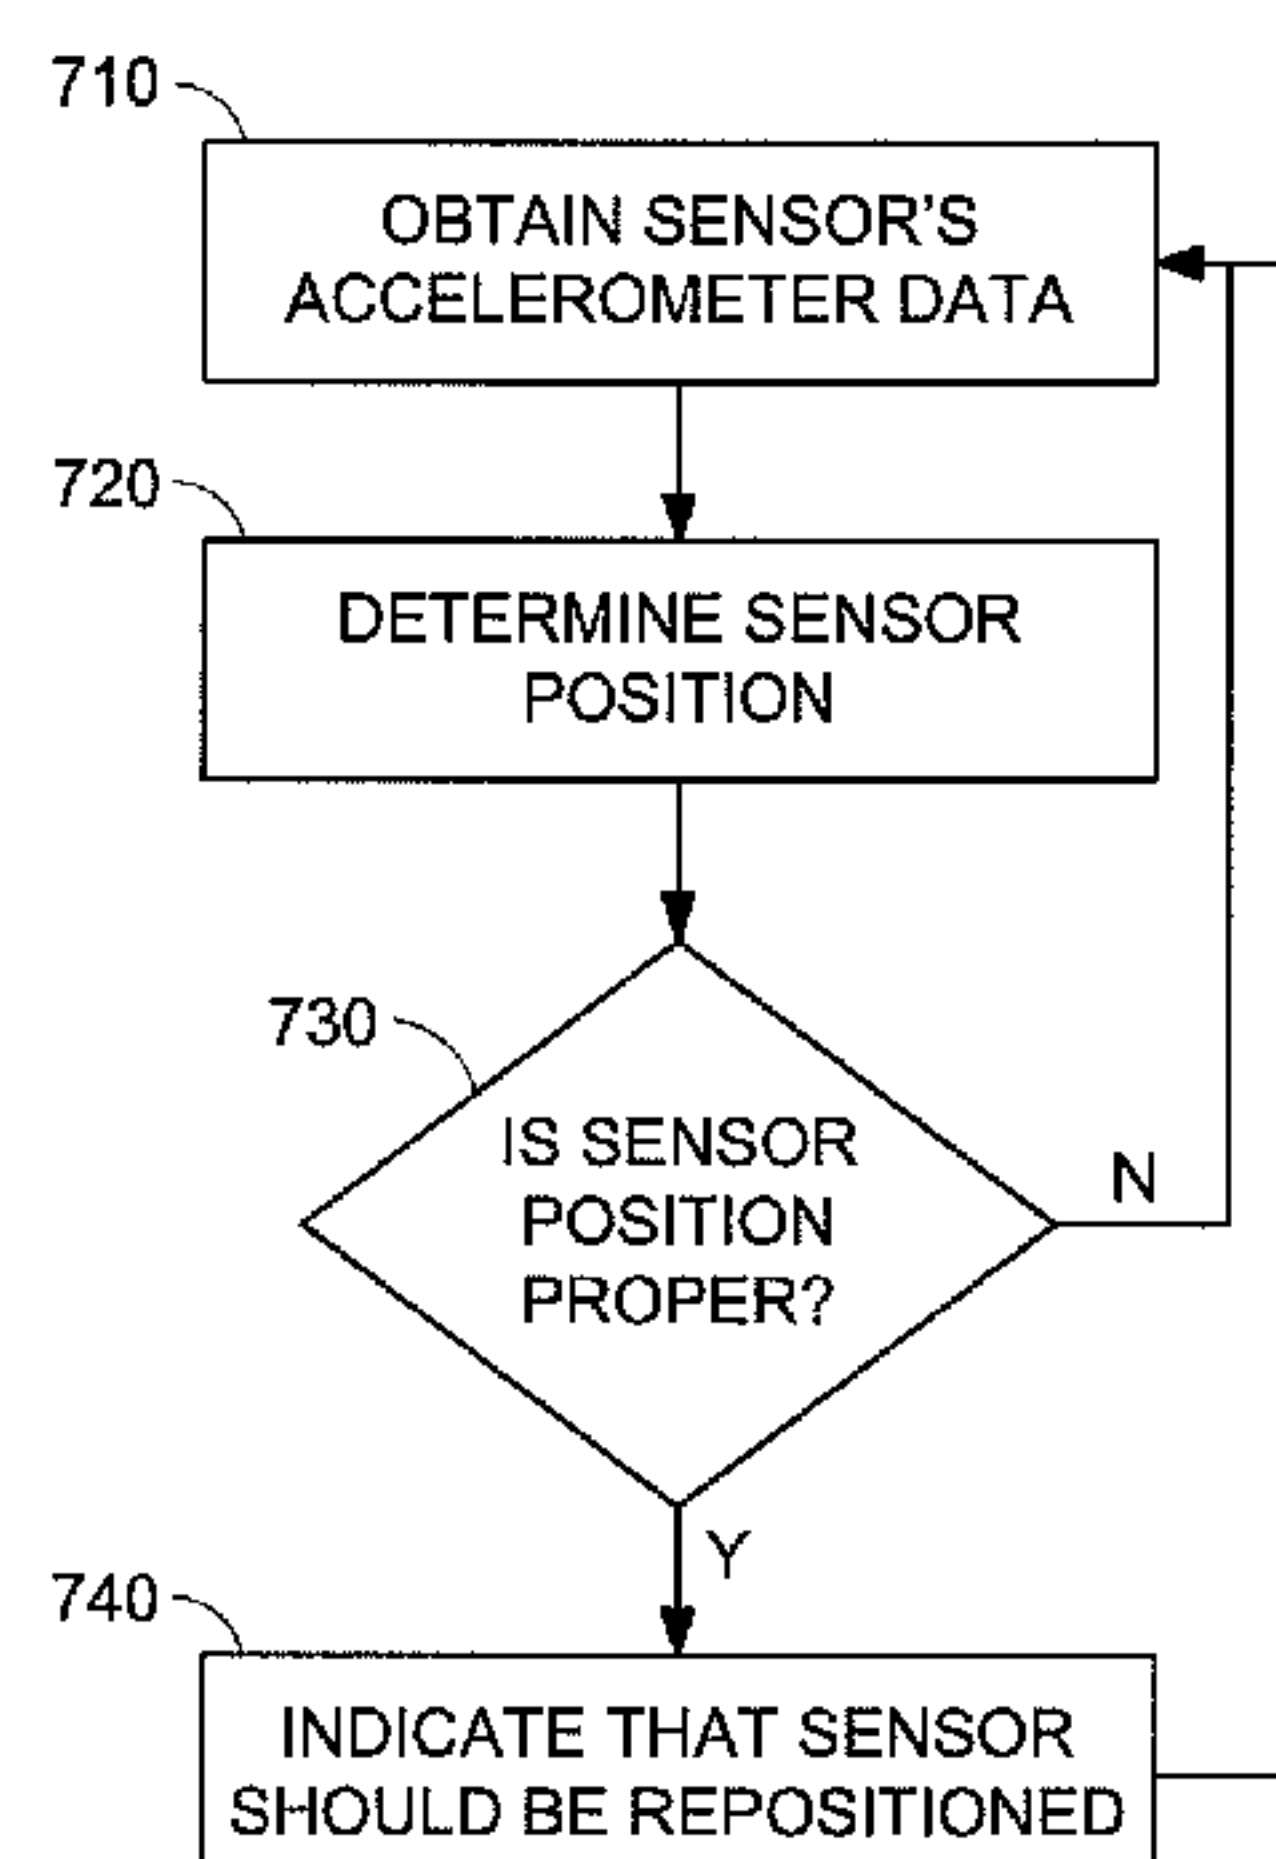 710
OBTAIN SENSOR'S
ACCELEROMETER DATA
720
DETERMINE SENSOR
POSITION
730
IS SENSOR
POSITION
PROPER?
N
Y
740
INDICATE THAT SENSOR
SHOULD BE REPOSITIONED